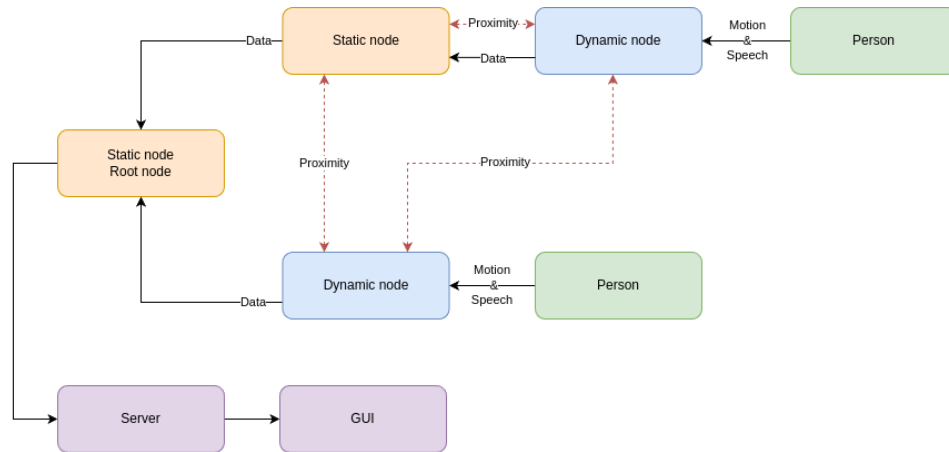 Data
Static node
Proximity
Data
Dynamic node
Motion
&
Speech
Person
Static node
Root node
Proximity
Proximity
Data
Dynamic node
Motion
&
Speech
Person
Server
GUI